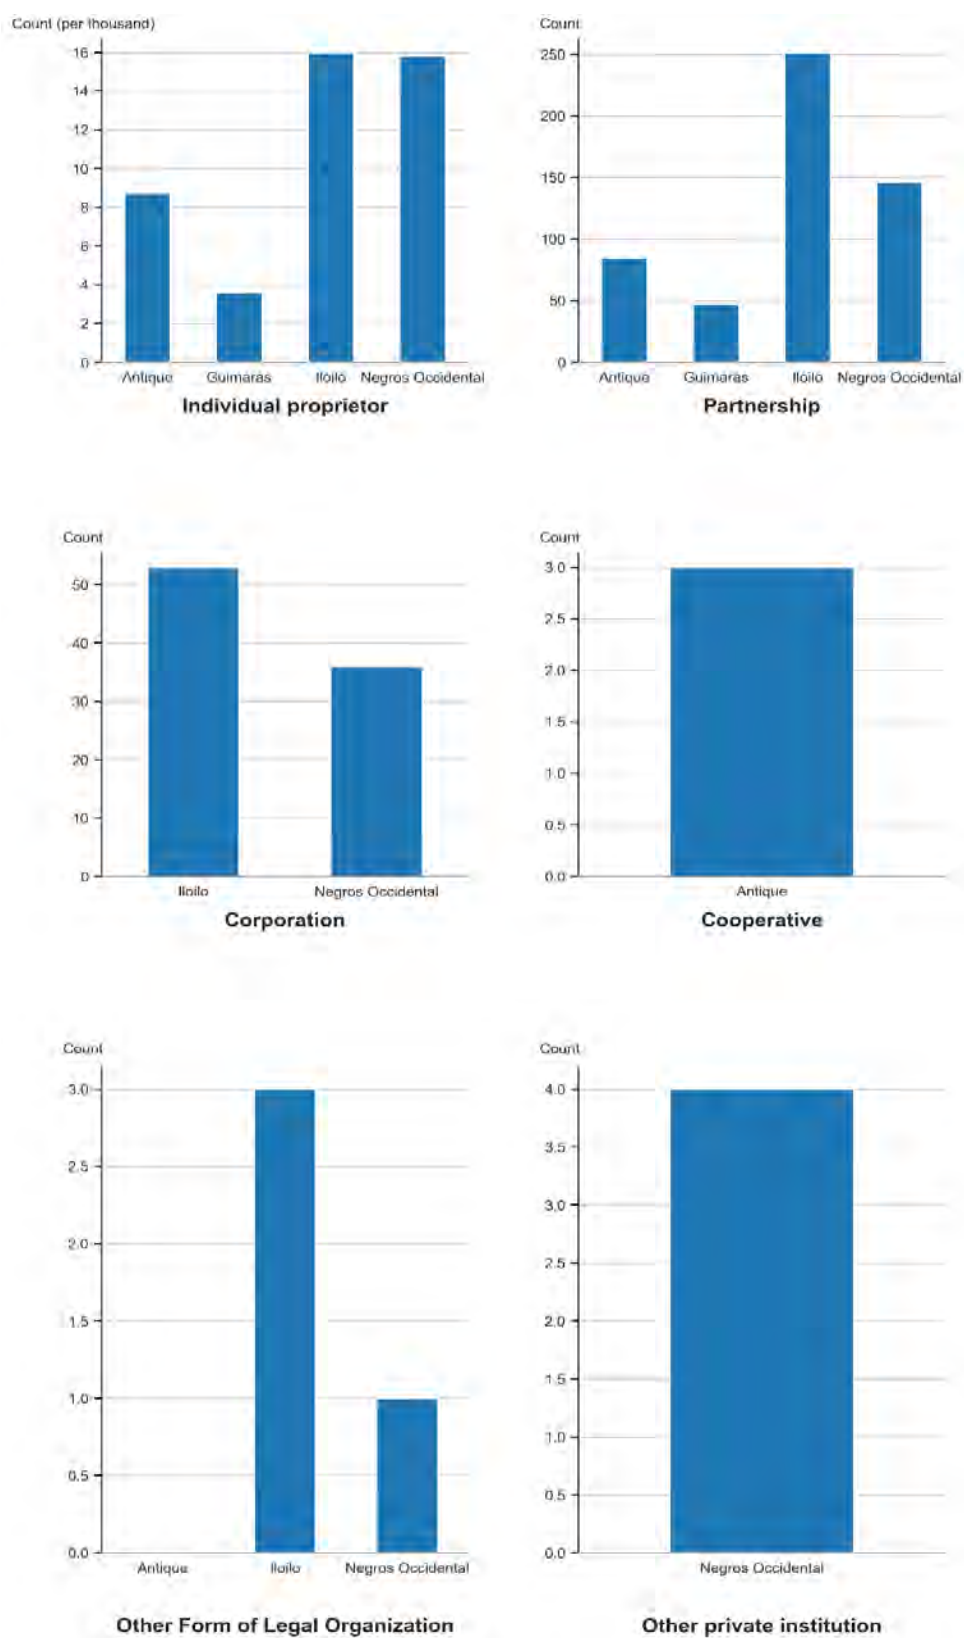 Count (per thousand)
16
14
12
10
8
6
4
2
0
Antique Guimaras Iloilo Negros Occidental
Individual proprietor
Count
250
200
150
100
50
0
Antique Guimaras Iloilo Negros Occidental
Partnership
Count
50
40
30
20
10
0
Iloilo Negros Occidental
Corporation
Count
3.0
2.5
2.0
1.5
1.0
0.5
0.0
Antique
Cooperative
Count
3.0
2.5
2.0
1.5
1.0
0.5
0.0
Antique Iloilo Negros Occidental
Other Form of Legal Organization
Count
4.0
3.5
3.0
2.5
2.0
1.5
1.0
0.5
0.0
Negros Occidental
Other private institution